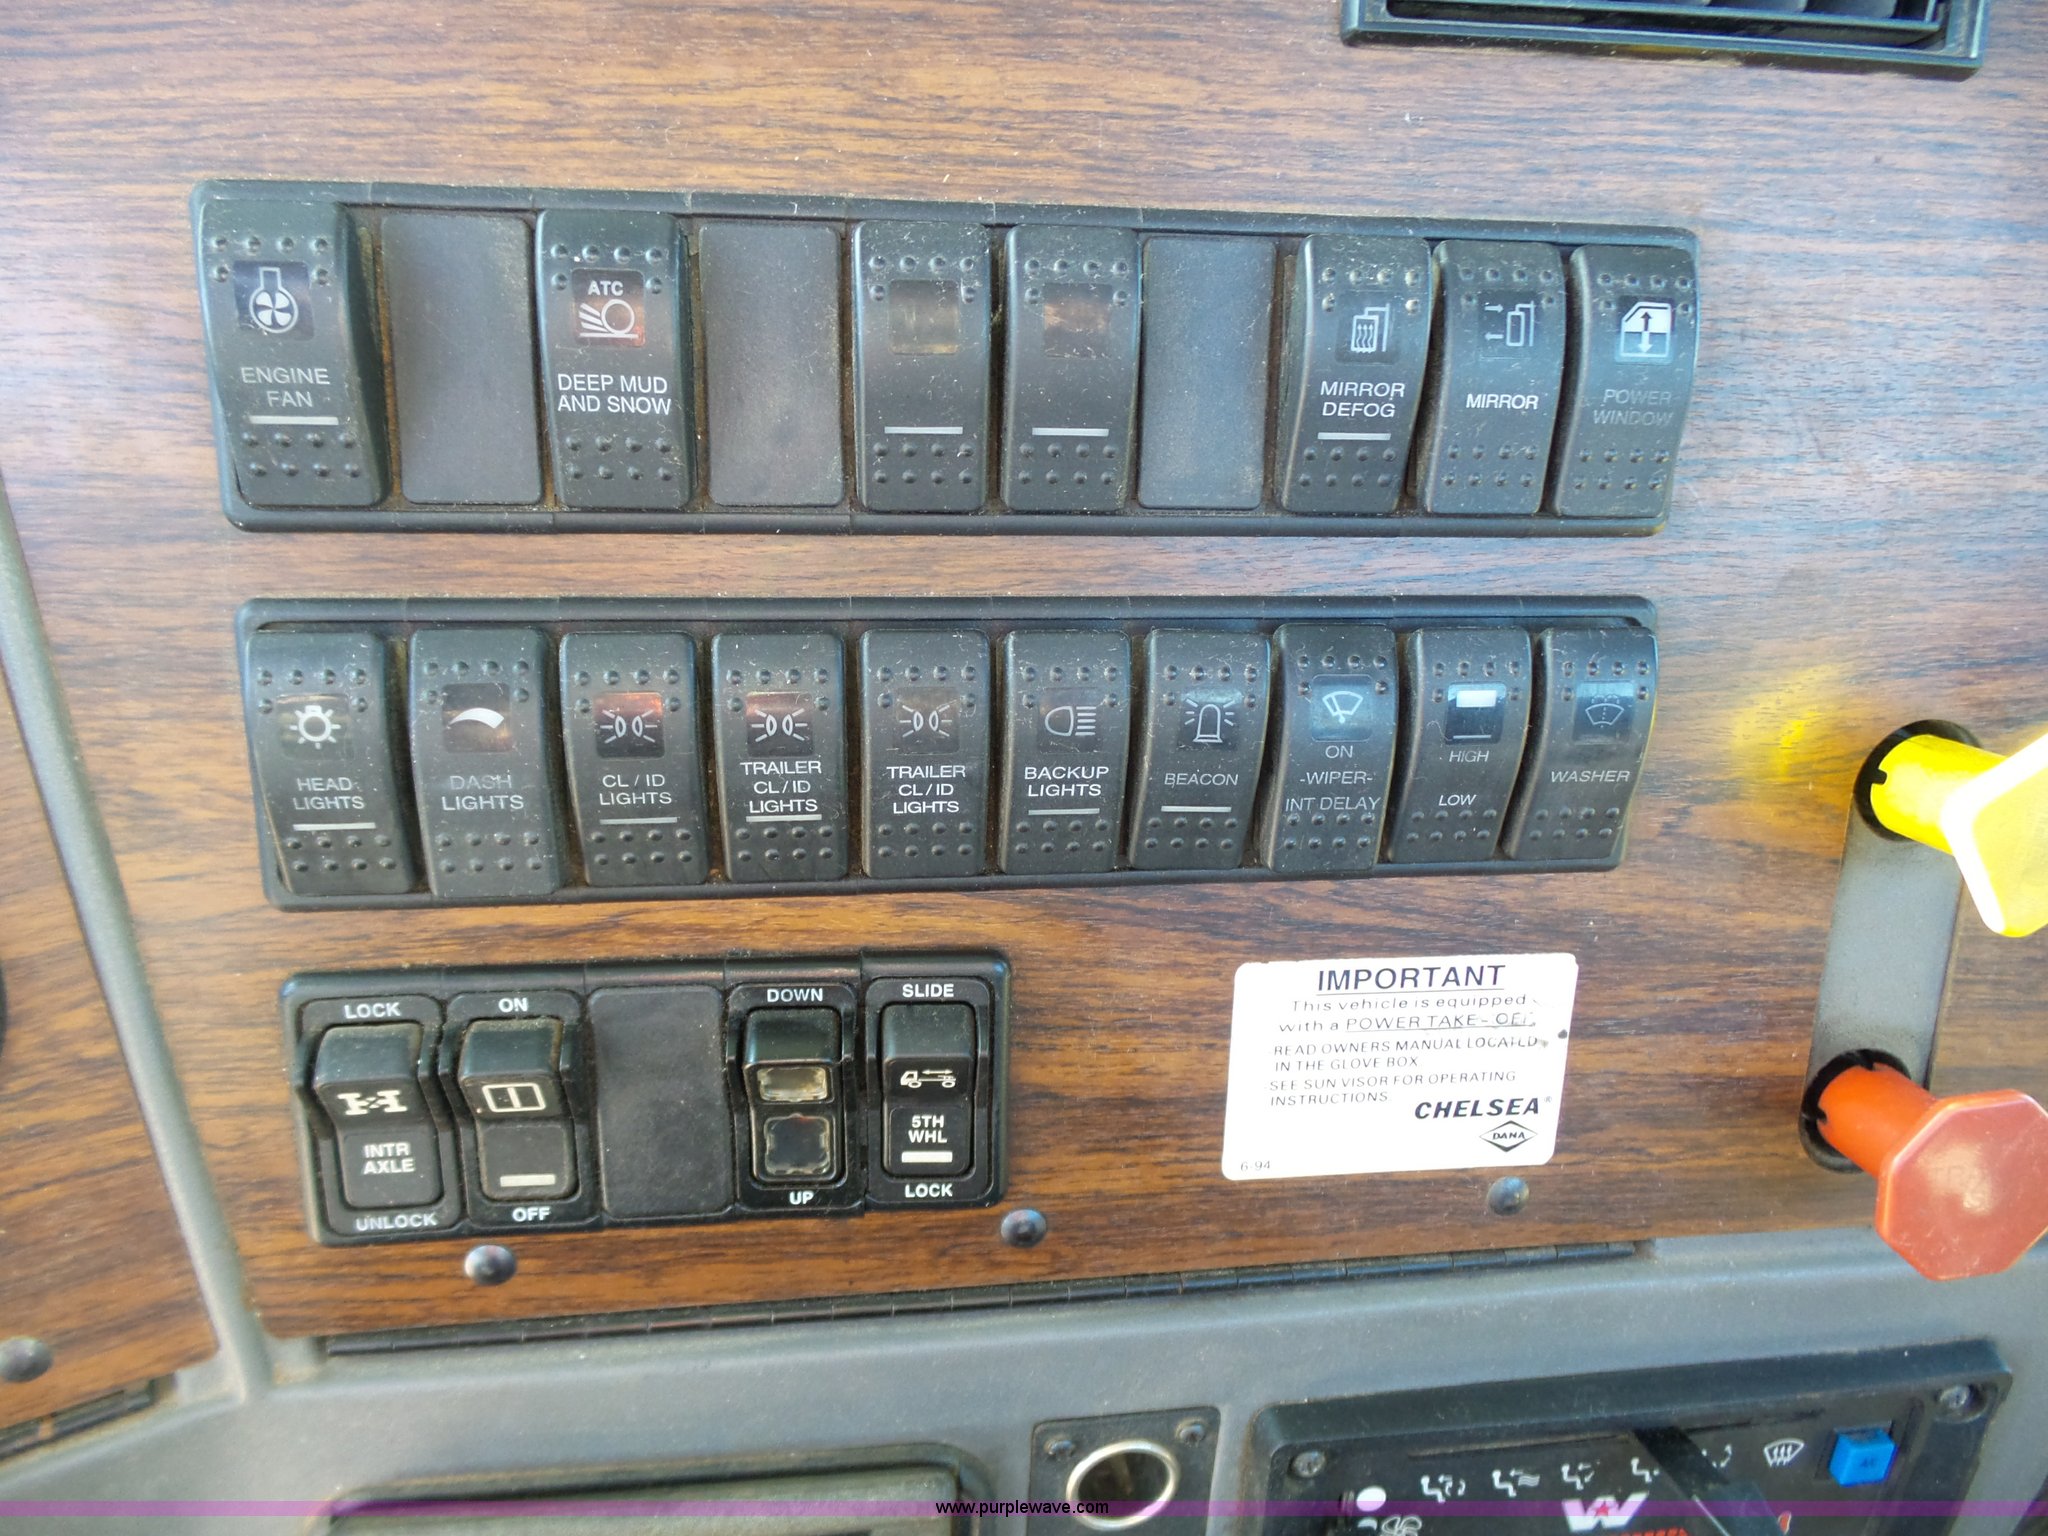 ENGINE
FAN
ATC
DEEP MUD
AND SNOW
MIRROR
DEFOG
MIRROR
POWER
WINDOW
HEAD
LIGHTS
DASH
LIGHTS
CL / ID
LIGHTS
TRAILER
CL / ID
LIGHTS
TRAILER
CL / ID
LIGHTS
BACKUP
LIGHTS
BEACON
ON
-WIPER-
INT DELAY
HIGH
LOW
WASHER
LOCK
INTR
AXLE
UNLOCK
ON
OFF
DOWN
UP
SLIDE
5TH
WHL
LOCK
IMPORTANT
This vehicle is equipped
with a POWER TAKE-OFF
READ OWNERS MANUAL LOCATED
IN THE GLOVE BOX
SEE SUN VISOR FOR OPERATING
INSTRUCTIONS
CHELSEA®
DANA
6-94
W
www.purplewave.com